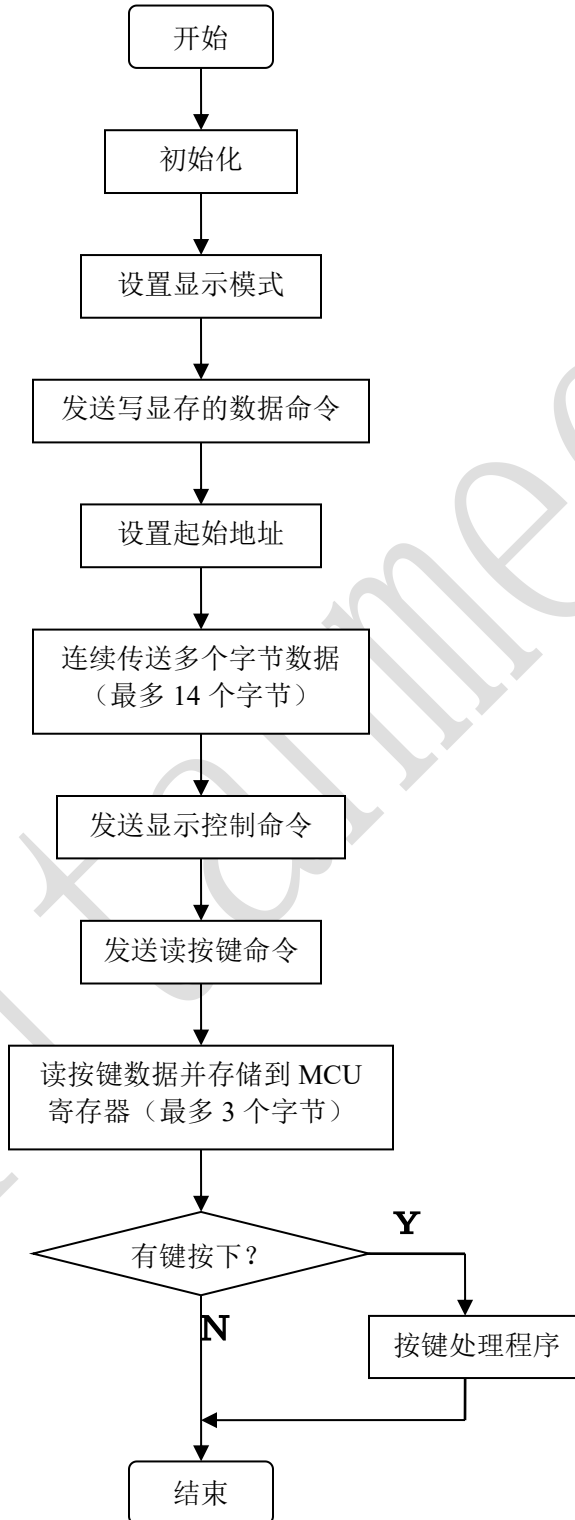 开始
初始化
设置显示模式
发送写显存的数据命令
设置起始地址
连续传送多个字节数据
（最多 14 个字节）
发送显示控制命令
发送读按键命令
读按键数据并存储到 MCU
寄存器（最多 3 个字节）
有键按下？
Y
N
按键处理程序
结束